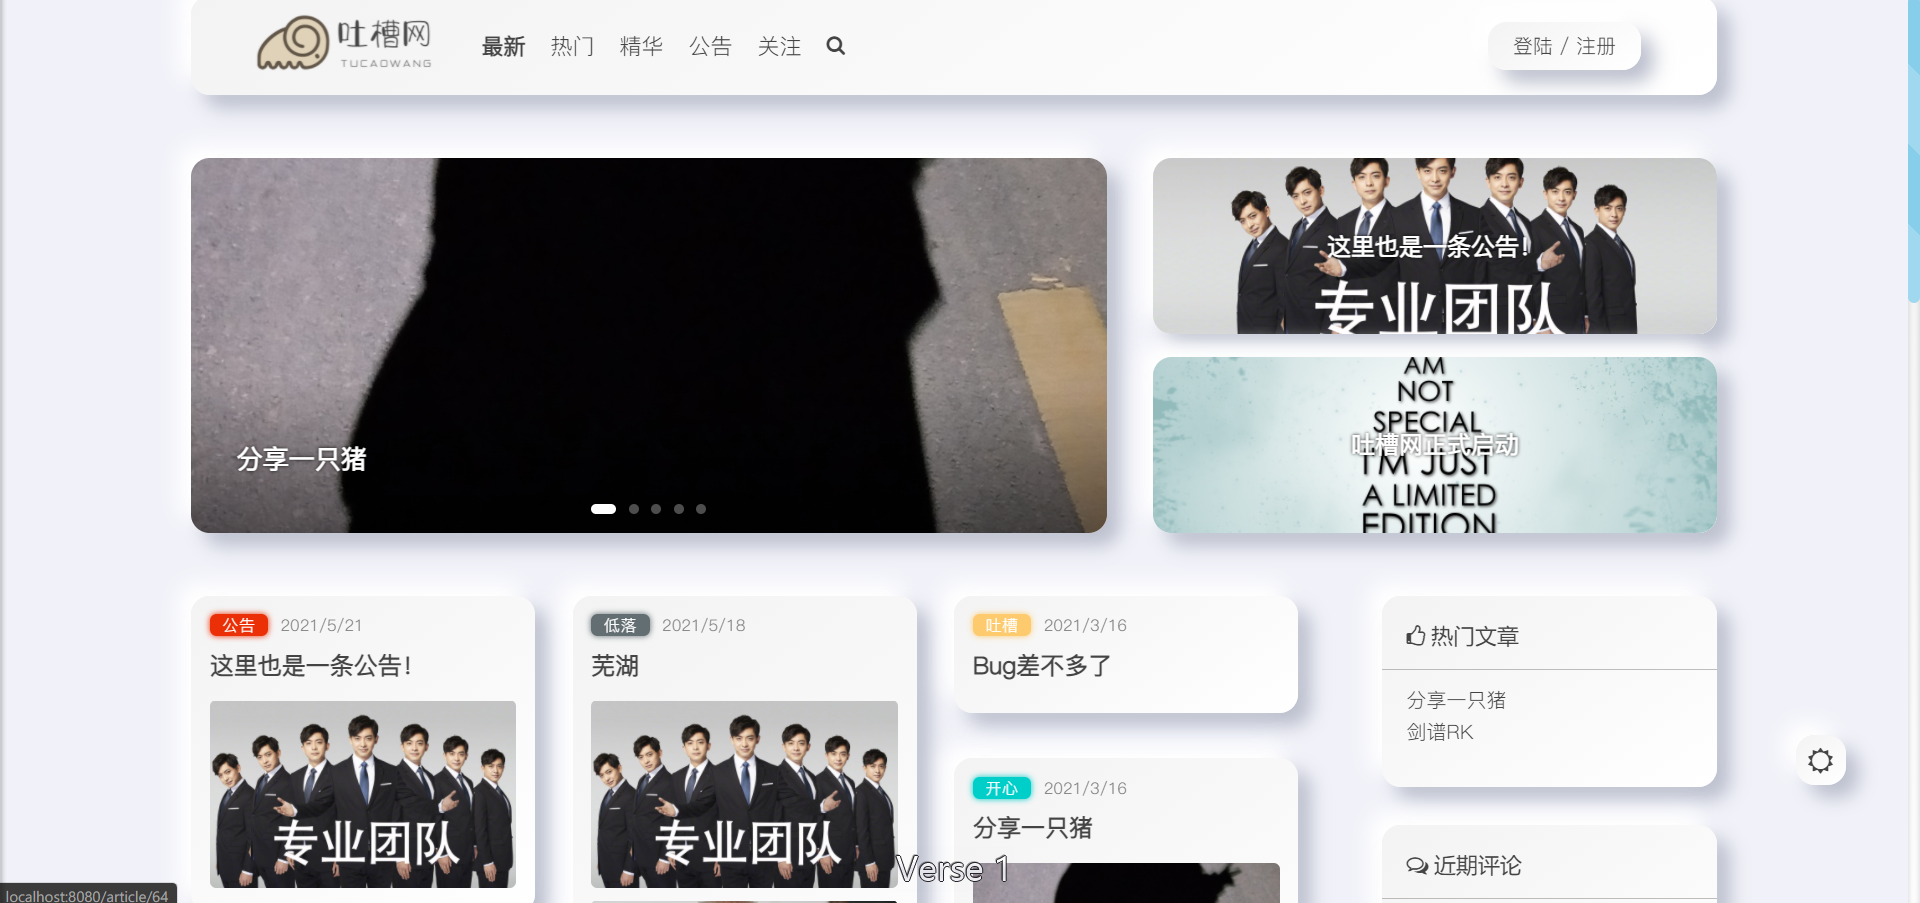 吐槽网
TUCAOWANG
最新 热门 精华 公告 关注
登陆 / 注册
分享一只猪
这里也是一条公告!
专业团队
AM
NOT
SPECIAL
吐槽网正式启动
I'M JUST
A LIMITED
EDITION
公告 2021/5/21
这里也是一条公告!
专业团队
低落 2021/5/18
芜湖
专业团队
吐槽 2021/3/16
Bug差不多了
开心 2021/3/16
分享一只猪
热门文章
分享一只猪
剑谱RK
近期评论
Verse 1
localhost:8080/article/64